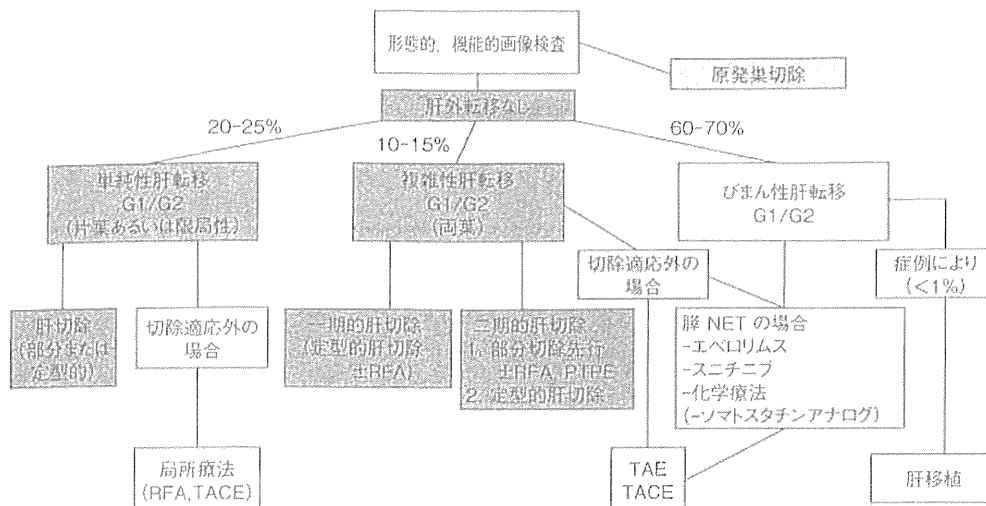 形態的，機能的画像検査
原発巣切除
肝外転移なし
20-25%
10-15%
60-70%
単純性肝転移
G1/G2
(片葉あるいは限局性)
複雑性肝転移
G1/G2
(両葉)
びまん性肝転移
G1/G2
切除適応外の
場合
症例により
(<1%)
肝切除
(部分または
定型的)
切除適応外の
場合
一期的肝切除
(定型的肝切除
±RFA)
二期的肝切除
1. 部分切除先行
±RFA, PTPE
2. 定型的肝切除
膵 NET の場合
-エベロリムス
-スニチニブ
-化学療法
(-ソマトスタチンアナログ)
局所療法
(RFA,TACE)
TAE
TACE
肝移植